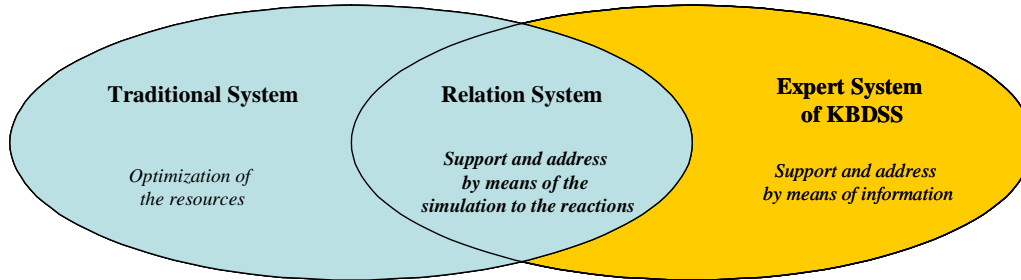 Traditional System
Optimization of
the resources
Relation System
Support and address
by means of the
simulation to the reactions
Expert System
of KBDSS
Support and address
by means of information